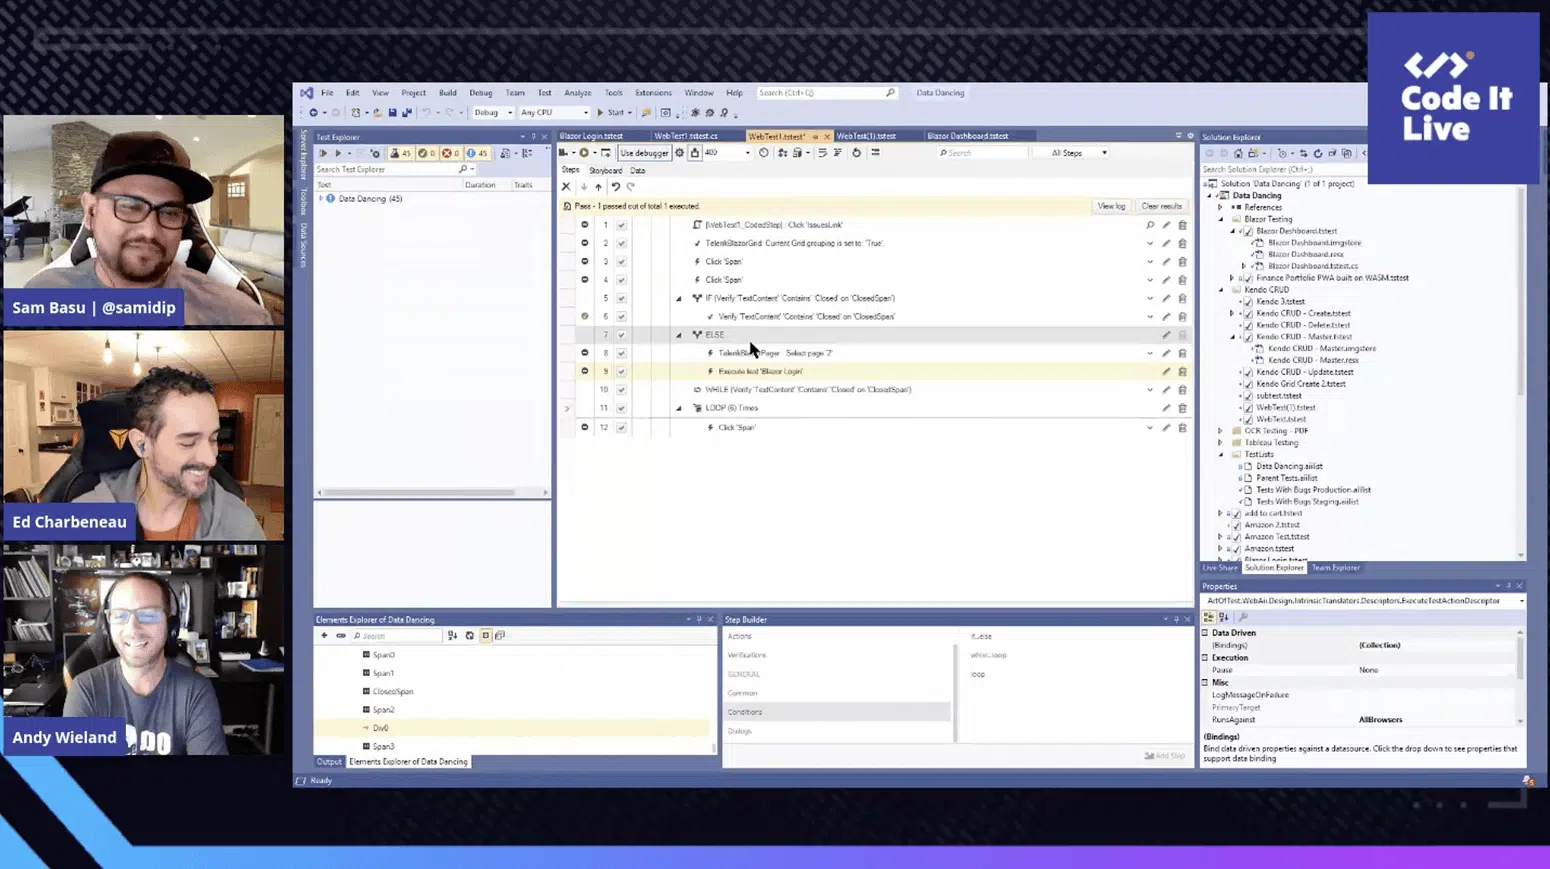 Code It
Live
Sam Basu | @samidip
Ed Charbeneau
Andy Wieland
File Edit View Project Build Debug Team Test Analyze Tools Extensions Window Help Search (Ctrl+Q) Data Dancing
Debug Any CPU Start
Server Explorer
Toolbox
Data Sources
Test Explorer
45 0 0 45
Search Test Explorer
Test Duration Traits
Data Dancing (45)
Blazor Login.tstest WebTest1.tstest.cs WebTest1.tstest* WebTest(1).tstest Blazor Dashboard.tstest
Use debugger 400 Search All Steps
Steps Storyboard Data
Pass - 1 passed out of total 1 executed. View log Clear results
1 [WebTest1_CodedStep] : Click 'IssuesLink'
2 TelerikBlazorGrid: Current Grid grouping is set to: 'True'.
3 Click 'Span'
4 Click 'Span'
5 IF (Verify 'TextContent' 'Contains' 'Closed' on 'ClosedSpan')
6 Verify 'TextContent' 'Contains' 'Closed' on 'ClosedSpan'
7 ELSE
8 Select page '2'
9 Execute test 'Blazor Login'
10 WHILE (Verify 'TextContent' 'Contains' 'Closed' on 'ClosedSpan')
11 LOOP (6) Times
12 Click 'Span'
Elements Explorer of Data Dancing
Search
Span0
Span1
ClosedSpan
Span2
Div0
Span3
Output Elements Explorer of Data Dancing
Step Builder
Actions
Verifications
GENERAL
Common
Conditions
Dialogs
if...else
while...loop
loop
Add Step
Solution Explorer
Search Solution Explorer (Ctrl+;)
Solution 'Data Dancing' (1 of 1 project)
Data Dancing
References
Blazor Testing
Blazor Dashboard.tstest
Blazor Dashboard.imgstore
Blazor Dashboard.resx
Blazor Dashboard.tstest.cs
Finance Portfolio PWA built on WASM.tstest
Kendo CRUD
Kendo 3.tstest
Kendo CRUD - Create.tstest
Kendo CRUD - Delete.tstest
Kendo CRUD - Master.tstest
Kendo CRUD - Master.imgstore
Kendo CRUD - Master.resx
Kendo CRUD - Update.tstest
Kendo Grid Create 2.tstest
subtest.tstest
WebTest(1).tstest
WebTest.tstest
OCR Testing - PDF
Tableau Testing
TestLists
Data Dancing.aiilist
Parent Tests.aiilist
Tests With Bugs Production.aiilist
Tests With Bugs Staging.aiilist
add to cart.tstest
Amazon 2.tstest
Amazon Test.tstest
Amazon.tstest
Blazor Login.tstest
Live Share Solution Explorer Team Explorer
Properties
ArtOfTest.WebAii.Design.IntrinsicTranslators.Descriptors.ExecuteTestActionDescriptor
Data Driven
(Bindings) (Collection)
Execution
Pause None
Misc
LogMessageOnFailure
PrimaryTarget
RunsAgainst AllBrowsers
(Bindings)
Bind data driven properties against a datasource. Click the drop down to see properties that
support data binding
Ready